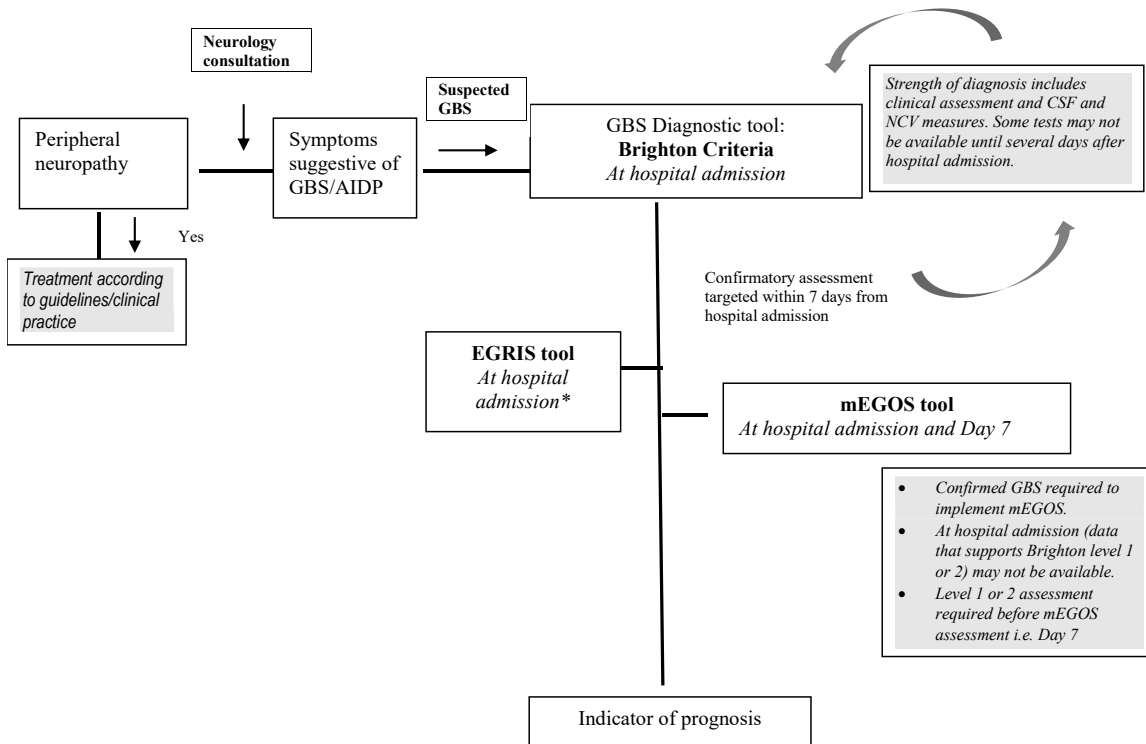 Neurology
consultation
Suspected
GBS
Peripheral
neuropathy
Symptoms
suggestive of
GBS/AIDP
GBS Diagnostic tool:
Brighton Criteria
At hospital admission
Strength of diagnosis includes
clinical assessment and CSF and
NCV measures. Some tests may not
be available until several days after
hospital admission.
Yes
Treatment according
to guidelines/clinical
practice
Confirmatory assessment
targeted within 7 days from
hospital admission
EGRIS tool
At hospital
admission*
mEGOS tool
At hospital admission and Day 7
• Confirmed GBS required to
implement mEGOS.
• At hospital admission (data
that supports Brighton level 1
or 2) may not be available.
• Level 1 or 2 assessment
required before mEGOS
assessment i.e. Day 7
Indicator of prognosis